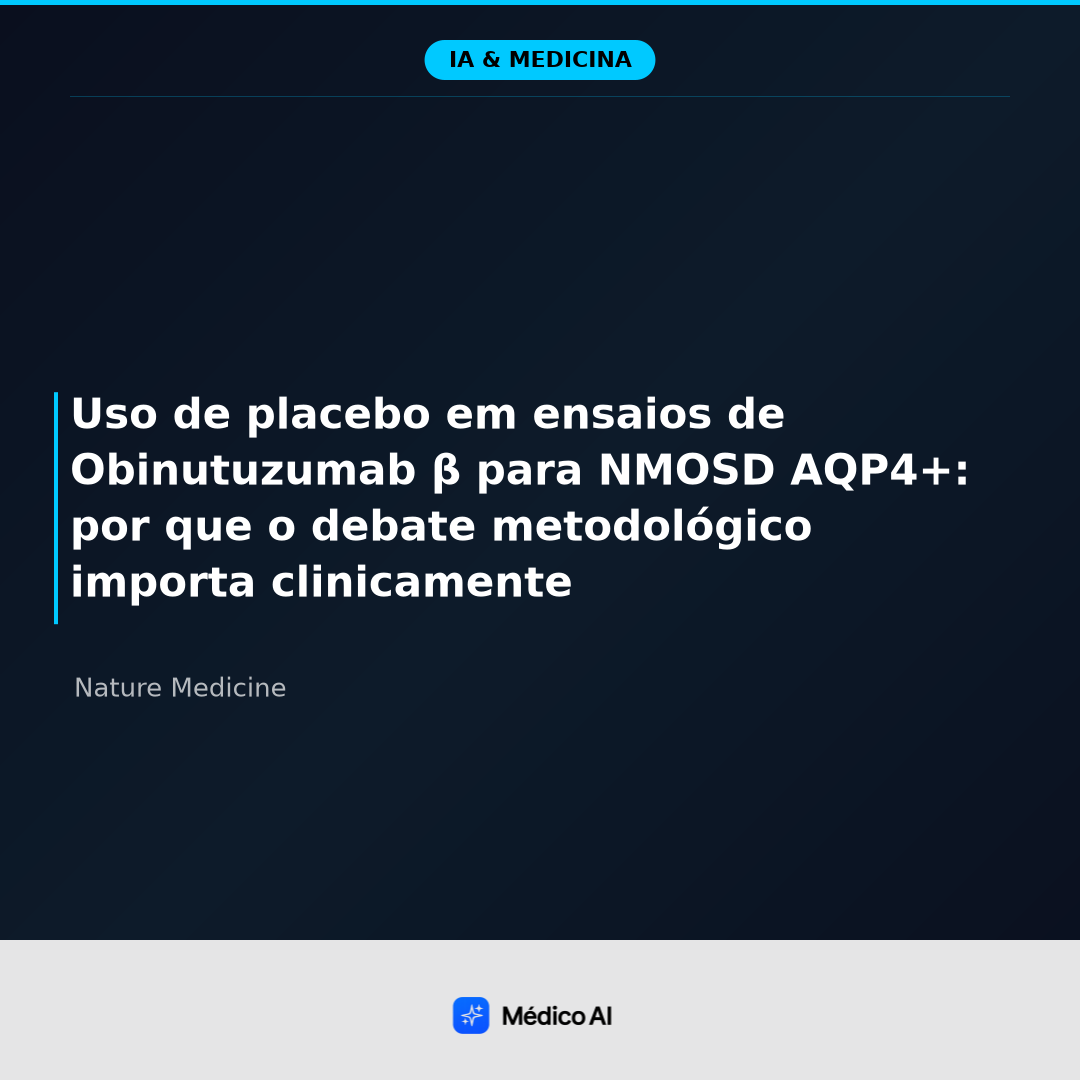 IA & MEDICINA
Uso de placebo em ensaios de
Obinutuzumab β para NMOSD AQP4+:
por que o debate metodológico
importa clinicamente
Nature Medicine
Médico AI